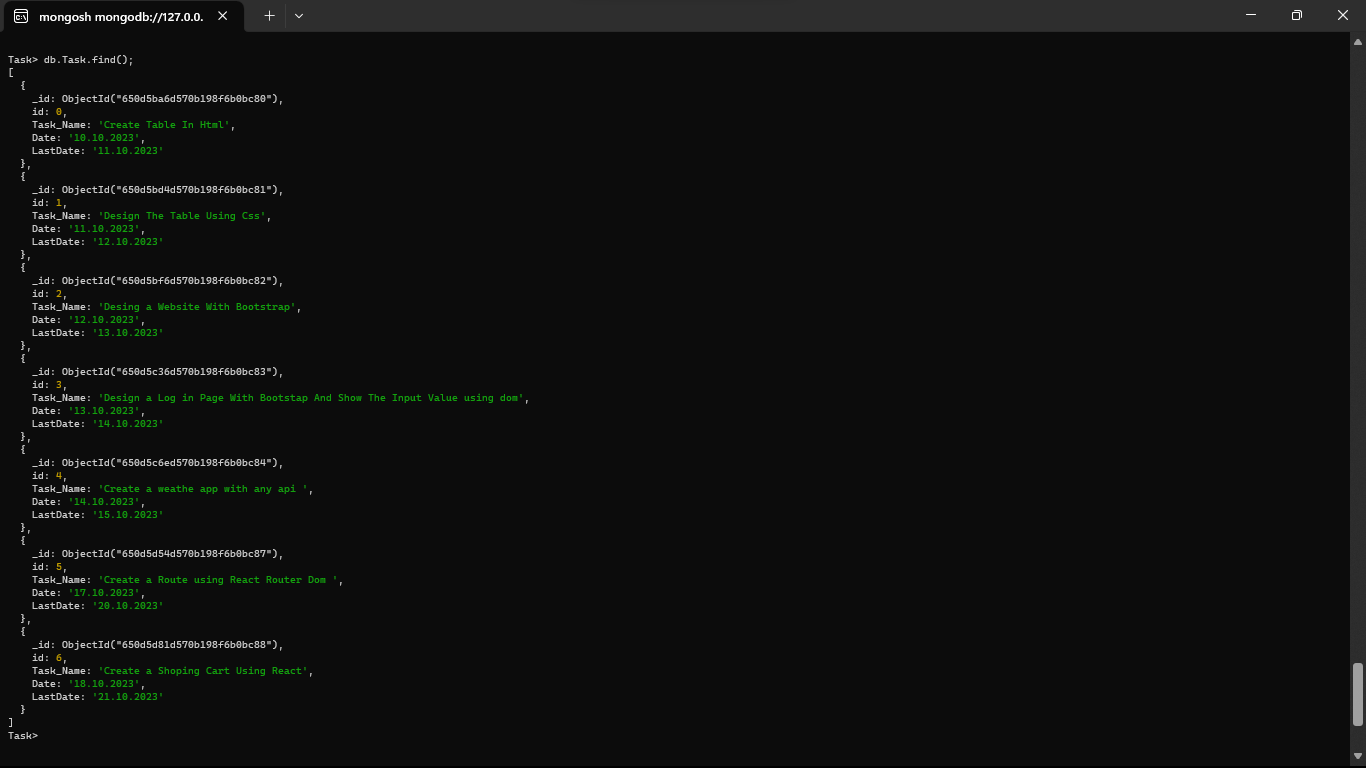 mongosh mongodb://127.0.0.
Task> db.Task.find();
[
  {
    _id: ObjectId("650d5ba6d570b198f6b0bc80"),
    id: 0,
    Task_Name: 'Create Table In Html',
    Date: '10.10.2023',
    LastDate: '11.10.2023'
  },
  {
    _id: ObjectId("650d5bd4d570b198f6b0bc81"),
    id: 1,
    Task_Name: 'Design The Table Using Css',
    Date: '11.10.2023',
    LastDate: '12.10.2023'
  },
  {
    _id: ObjectId("650d5bf6d570b198f6b0bc82"),
    id: 2,
    Task_Name: 'Desing a Website With Bootstrap',
    Date: '12.10.2023',
    LastDate: '13.10.2023'
  },
  {
    _id: ObjectId("650d5c36d570b198f6b0bc83"),
    id: 3,
    Task_Name: 'Design a Log in Page With Bootstap And Show The Input Value using dom',
    Date: '13.10.2023',
    LastDate: '14.10.2023'
  },
  {
    _id: ObjectId("650d5c6ed570b198f6b0bc84"),
    id: 4,
    Task_Name: 'Create a weathe app with any api ',
    Date: '14.10.2023',
    LastDate: '15.10.2023'
  },
  {
    _id: ObjectId("650d5d54d570b198f6b0bc87"),
    id: 5,
    Task_Name: 'Create a Route using React Router Dom ',
    Date: '17.10.2023',
    LastDate: '20.10.2023'
  },
  {
    _id: ObjectId("650d5d81d570b198f6b0bc88"),
    id: 6,
    Task_Name: 'Create a Shoping Cart Using React',
    Date: '18.10.2023',
    LastDate: '21.10.2023'
  }
]
Task>